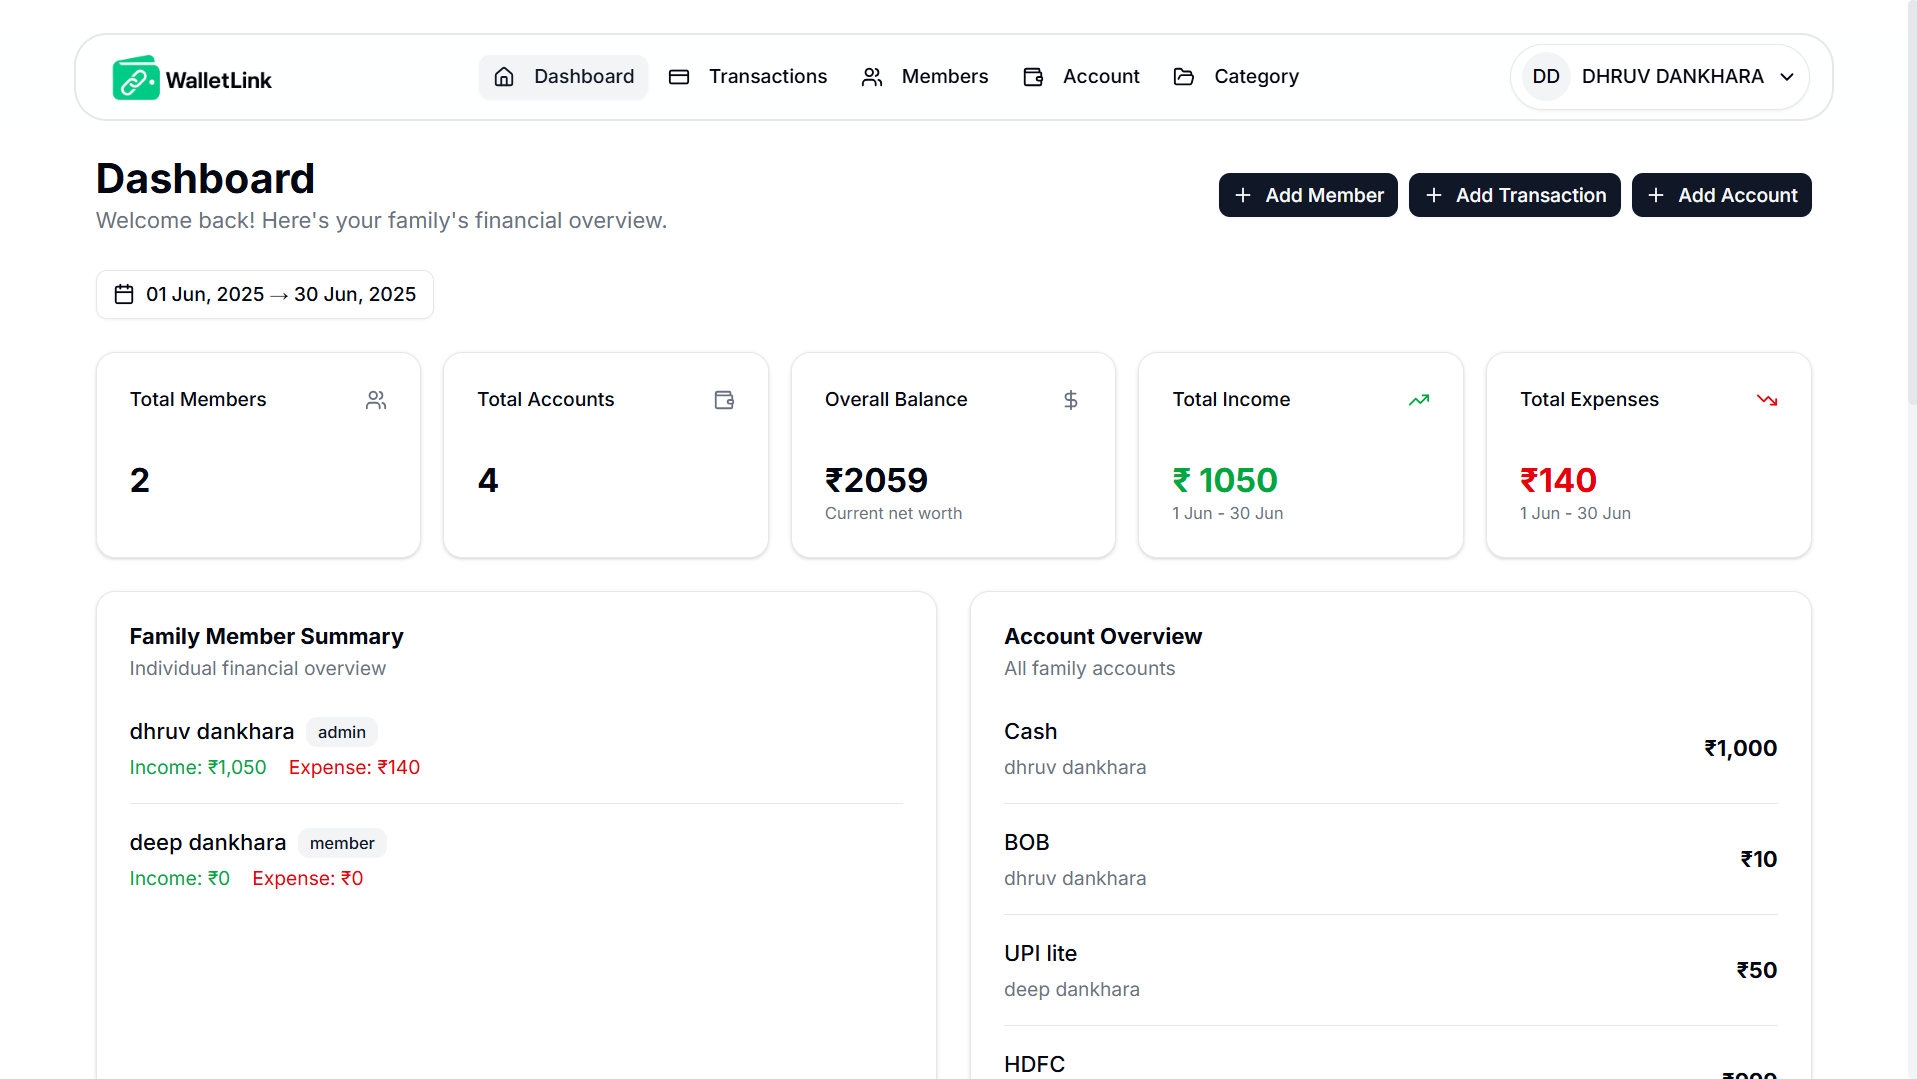 WalletLink
Dashboard
Transactions
Members
Account
Category
DD
DHRUV DANKHARA
Dashboard
Welcome back! Here's your family's financial overview.
+ Add Member
+ Add Transaction
+ Add Account
01 Jun, 2025 → 30 Jun, 2025
Total Members
2
Total Accounts
4
Overall Balance
$
₹2059
Current net worth
Total Income
₹ 1050
1 Jun - 30 Jun
Total Expenses
₹140
1 Jun - 30 Jun
Family Member Summary
Individual financial overview
dhruv dankhara admin
Income: ₹1,050 Expense: ₹140
deep dankhara member
Income: ₹0 Expense: ₹0
Account Overview
All family accounts
Cash
dhruv dankhara
₹1,000
BOB
dhruv dankhara
₹10
UPI lite
deep dankhara
₹50
HDFC